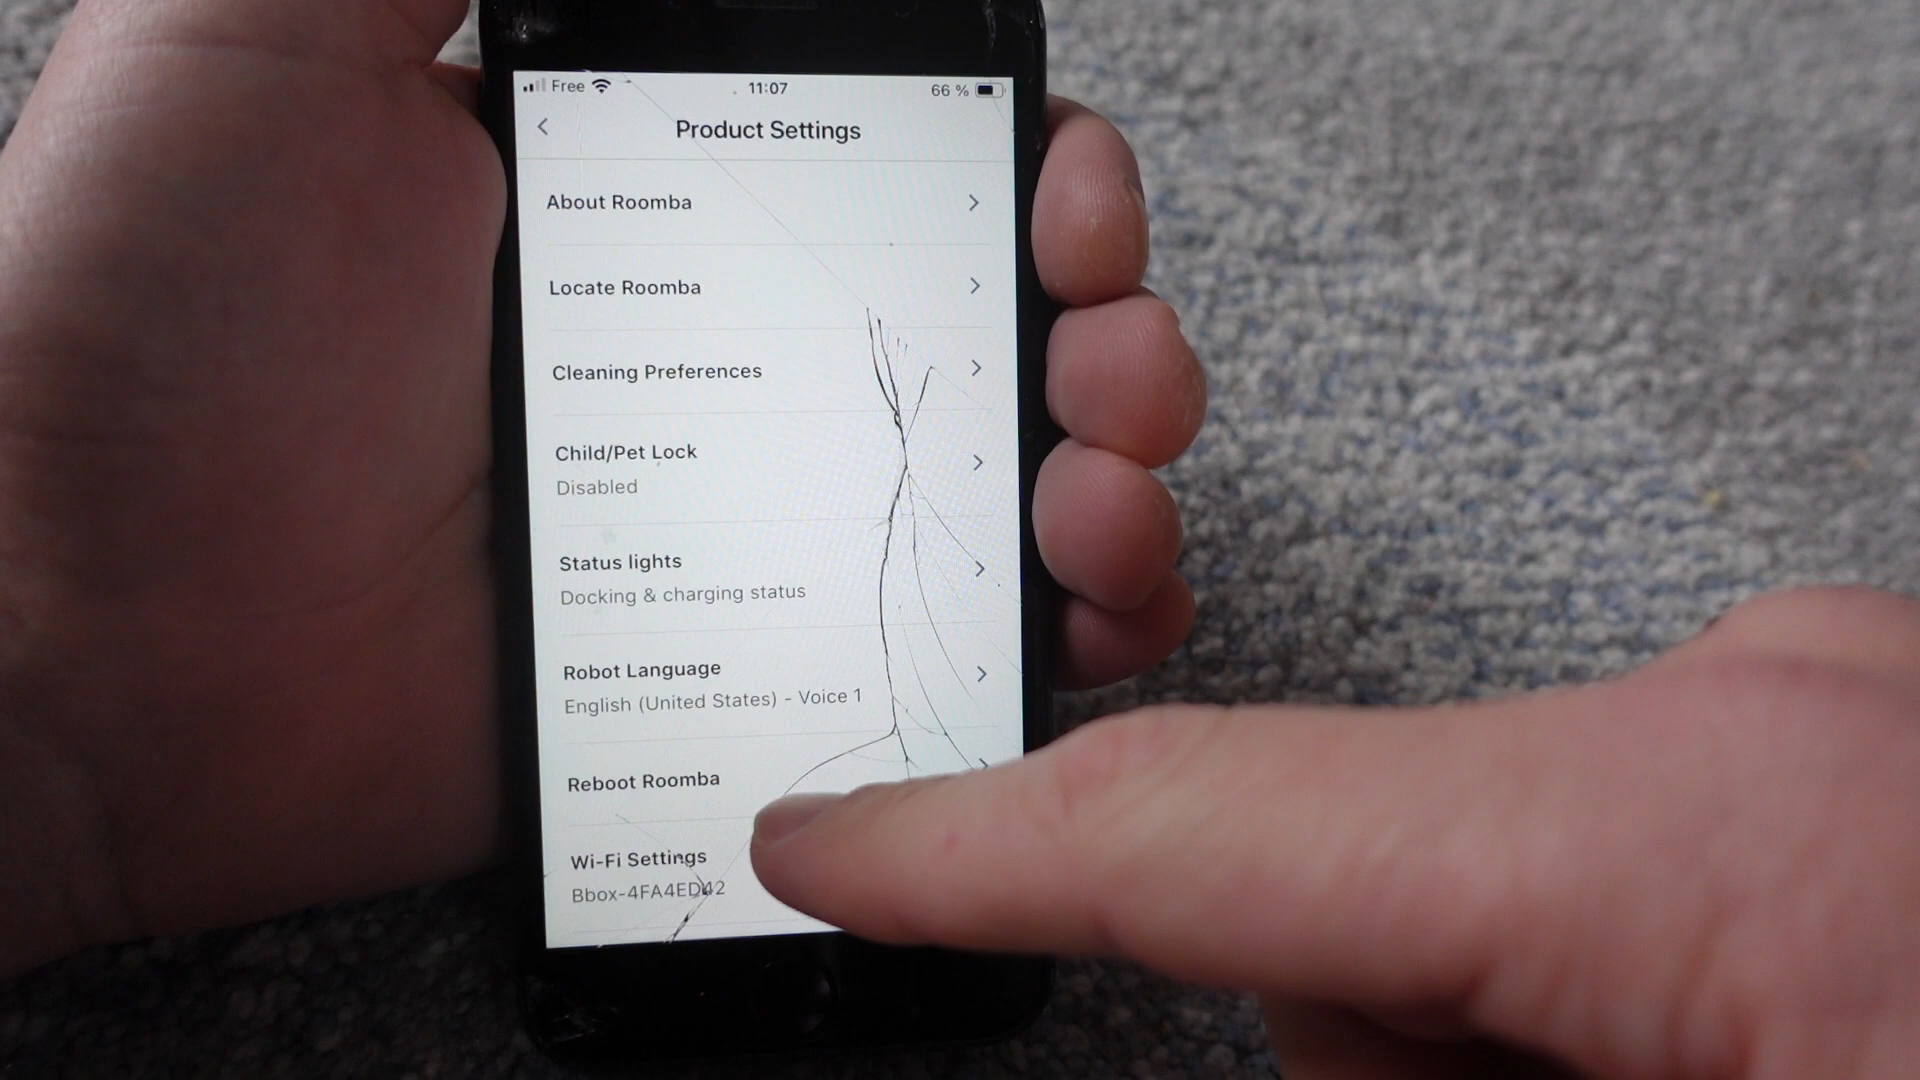 Free 11:07 66 %
Product Settings
About Roomba
Locate Roomba
Cleaning Preferences
Child/Pet Lock
Disabled
Status lights
Docking & charging status
Robot Language
English (United States) - Voice 1
Reboot Roomba
Wi-Fi Settings
Bbox-4FA4ED42